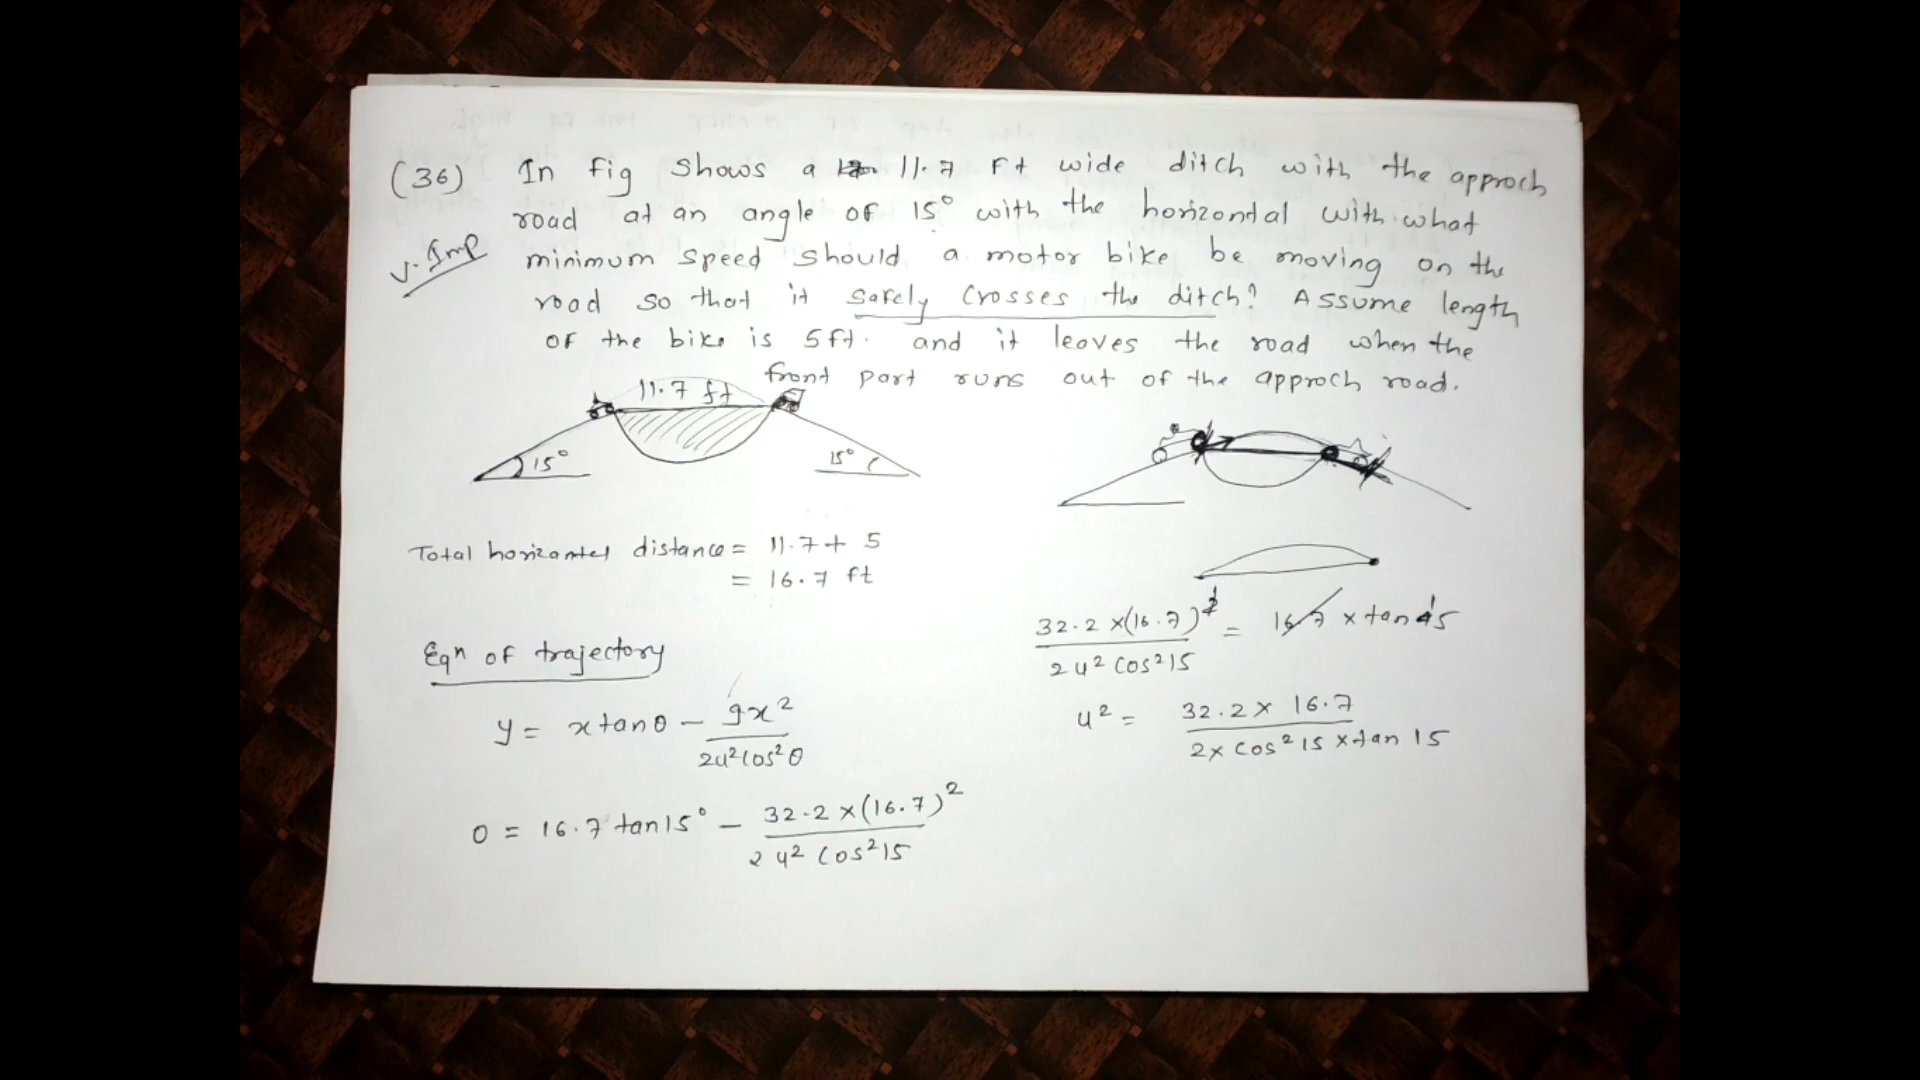 (36) In fig shows a 11.7 Ft wide ditch with the approch
road at an angle of 15° with the horizontal with what
V. Imp
minimum speed should a motor bike be moving on the
road so that it safely crosses the ditch? Assume length
of the bike is 5ft. and it leaves the road when the
front part runs out of the approch road.
11.7 ft
15°
15°
Total horizantel distance = 11.7 + 5
= 16.7 ft
Eqn of trajectory
y = x tan θ - gx²/2u²cos²θ
0 = 16.7 tan15° - 32.2 x (16.7)²/2u² cos²15
32.2 x (16.7)²/2u² cos²15 = 16.7 x tan 15
u² = 32.2 x 16.7/2 x cos²15 x tan 15